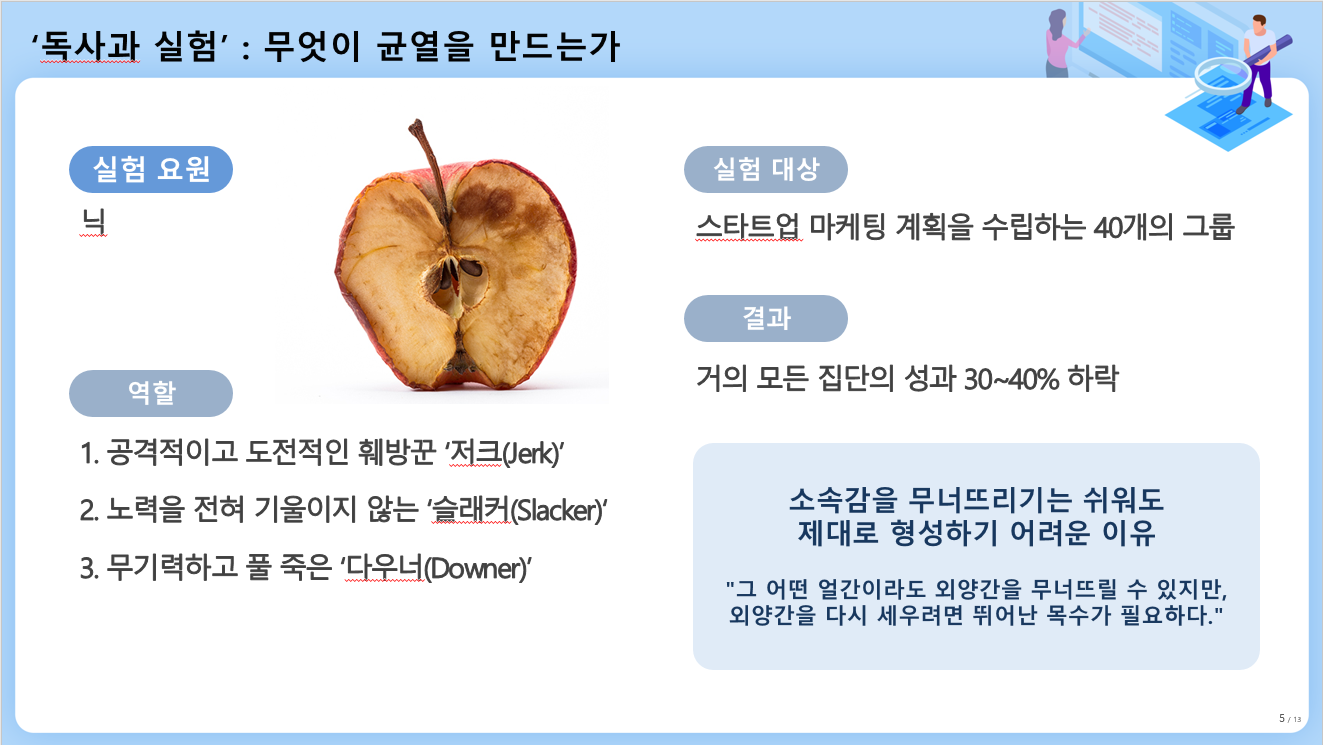 ‘독사과 실험’ : 무엇이 균열을 만드는가
실험 요원
닉
역할
1. 공격적이고 도전적인 훼방꾼 ‘저크(Jerk)’
2. 노력을 전혀 기울이지 않는 ‘슬래커(Slacker)’
3. 무기력하고 풀 죽은 ‘다우너(Downer)’
실험 대상
스타트업 마케팅 계획을 수립하는 40개의 그룹
결과
거의 모든 집단의 성과 30~40% 하락
소속감을 무너뜨리기는 쉬워도
제대로 형성하기 어려운 이유
"그 어떤 얼간이라도 외양간을 무너뜨릴 수 있지만,
외양간을 다시 세우려면 뛰어난 목수가 필요하다."
5 / 13